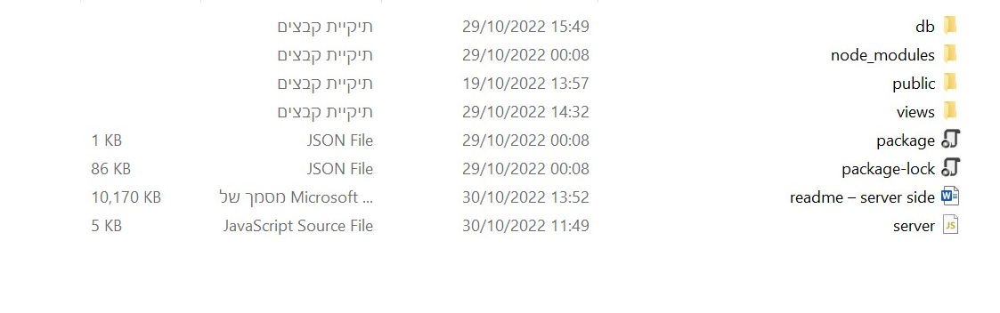 db 29/10/2022 15:49 תיקיית קבצים
node_modules 29/10/2022 00:08 תיקיית קבצים
public 19/10/2022 13:57 תיקיית קבצים
views 29/10/2022 14:32 תיקיית קבצים
package 29/10/2022 00:08 JSON File 1 KB
package-lock 29/10/2022 00:08 JSON File 86 KB
readme – server side 30/10/2022 13:52 מסמך של Microsoft ... 10,170 KB
server 30/10/2022 11:49 JavaScript Source File 5 KB